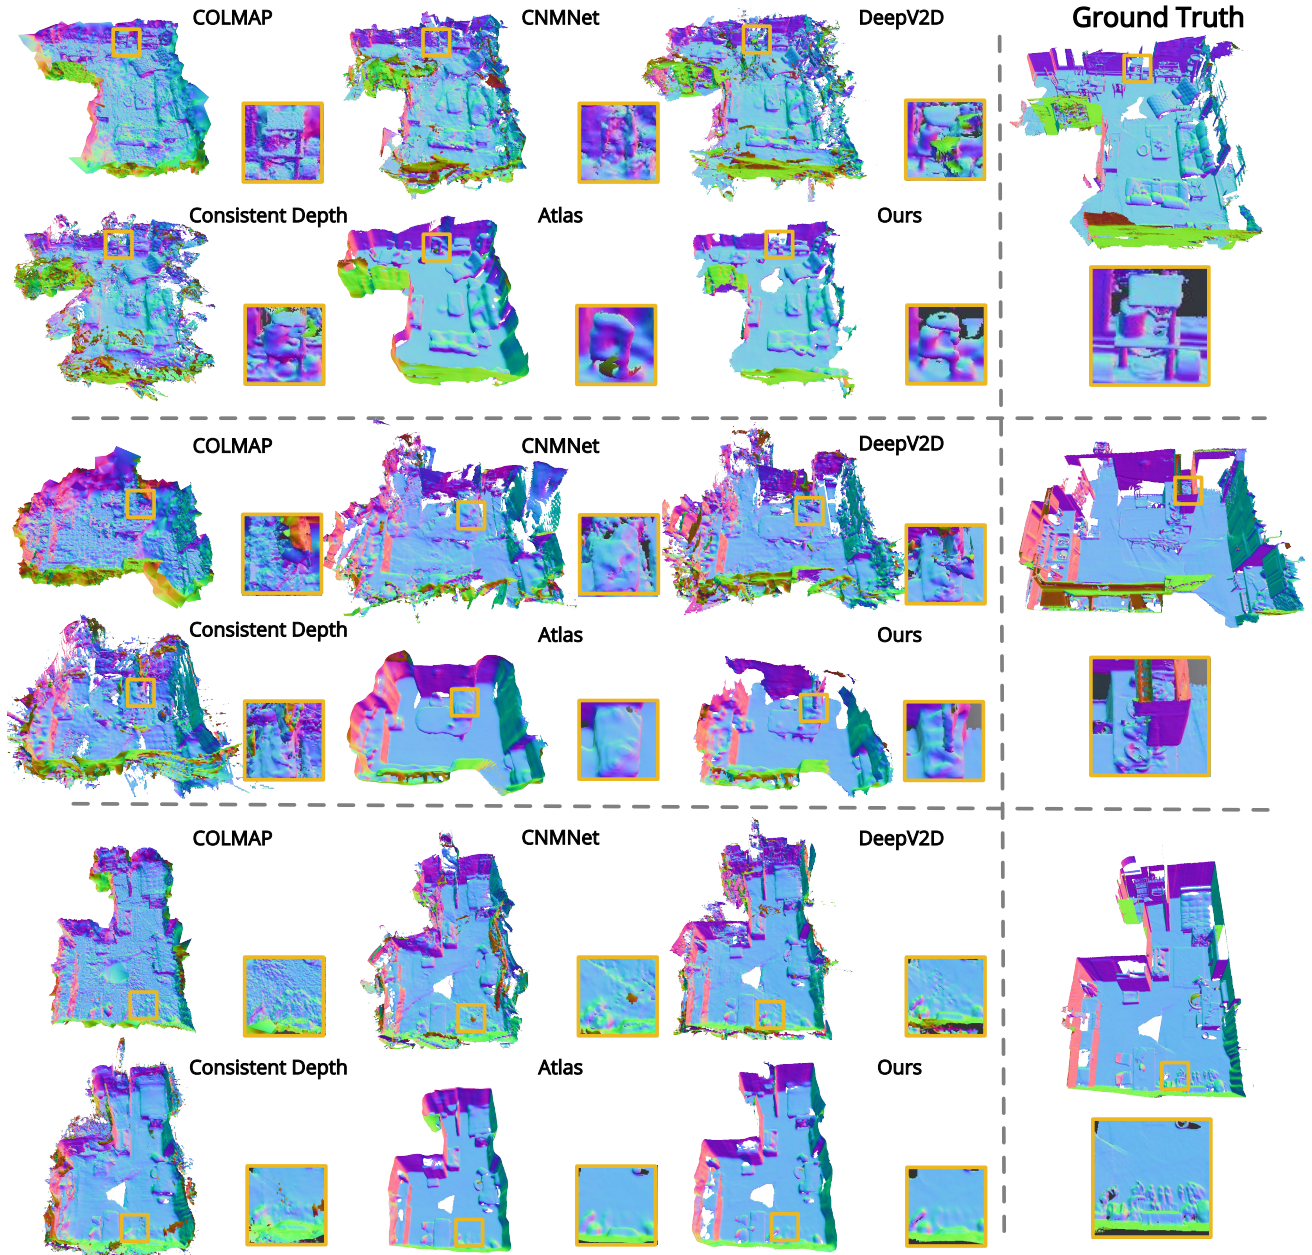 COLMAP
CNMNet
DeepV2D
Ground Truth
Consistent Depth
Atlas
Ours
COLMAP
CNMNet
DeepV2D
Consistent Depth
Atlas
Ours
COLMAP
CNMNet
DeepV2D
Consistent Depth
Atlas
Ours